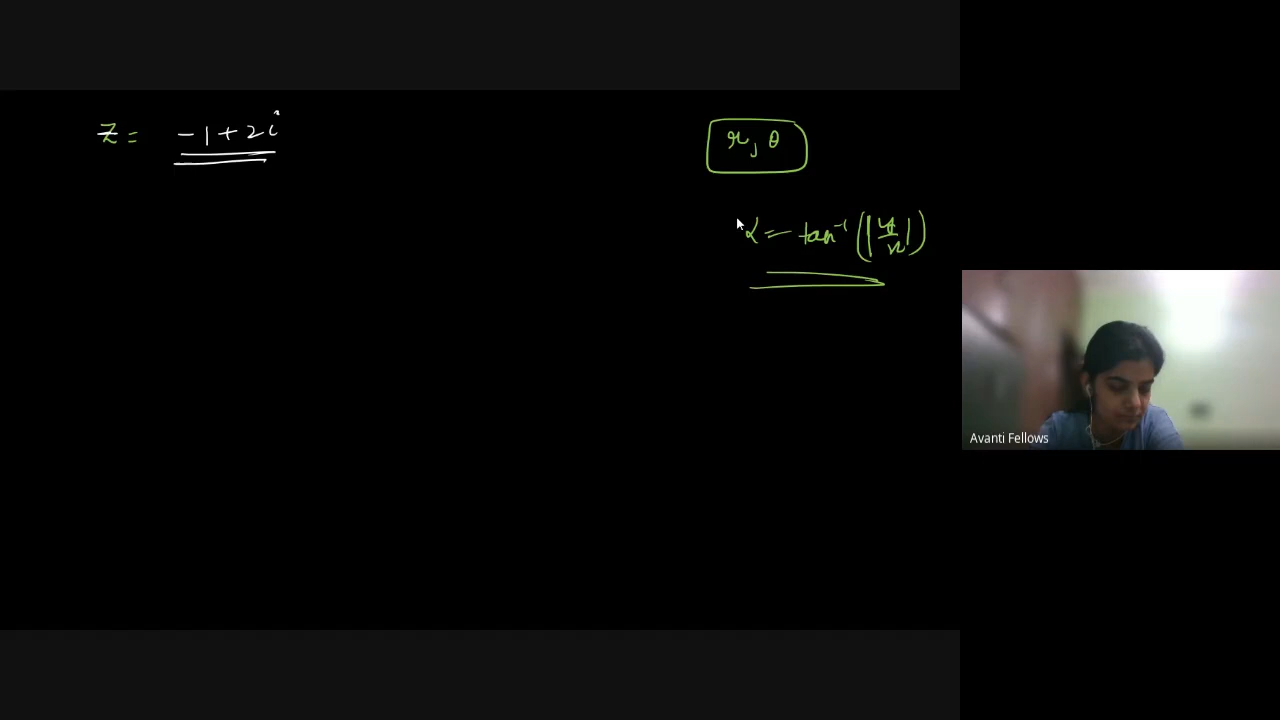 z = -1+2i
r, θ
α = tan⁻¹(|y/x|)
Avanti Fellows